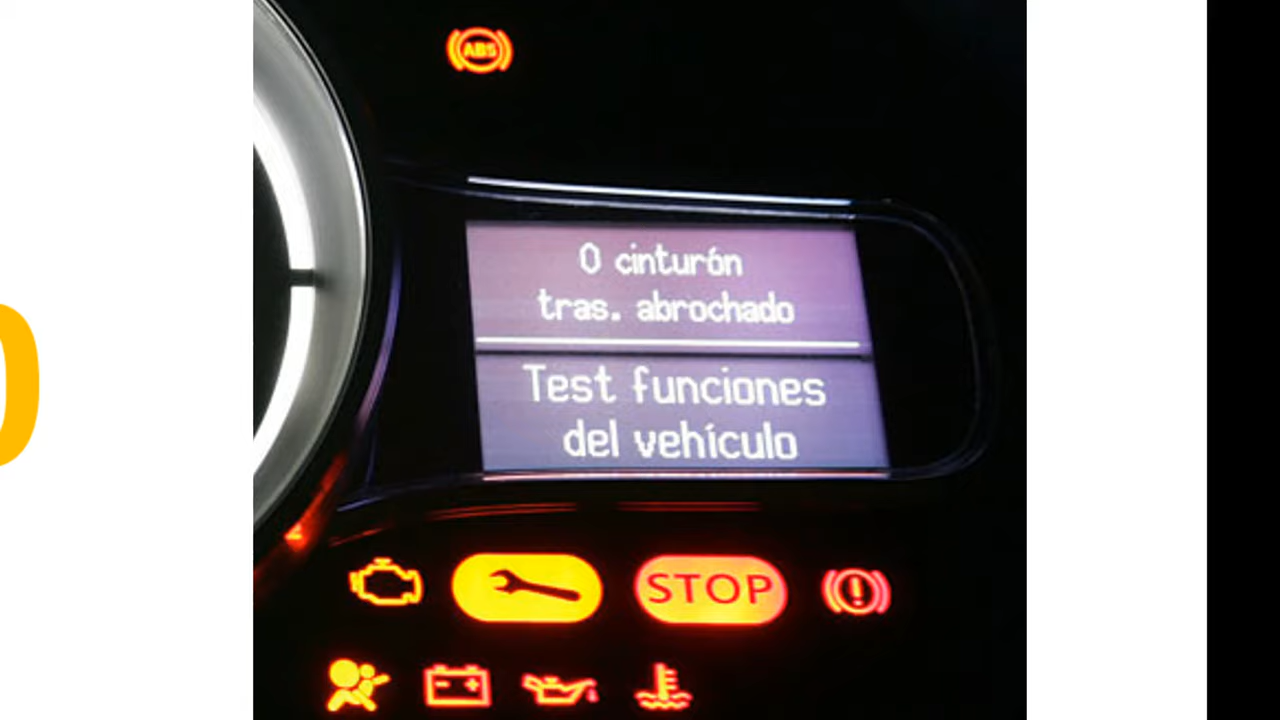 ABS
0 cinturón
tras. abrochado
Test funciones
del vehículo
STOP